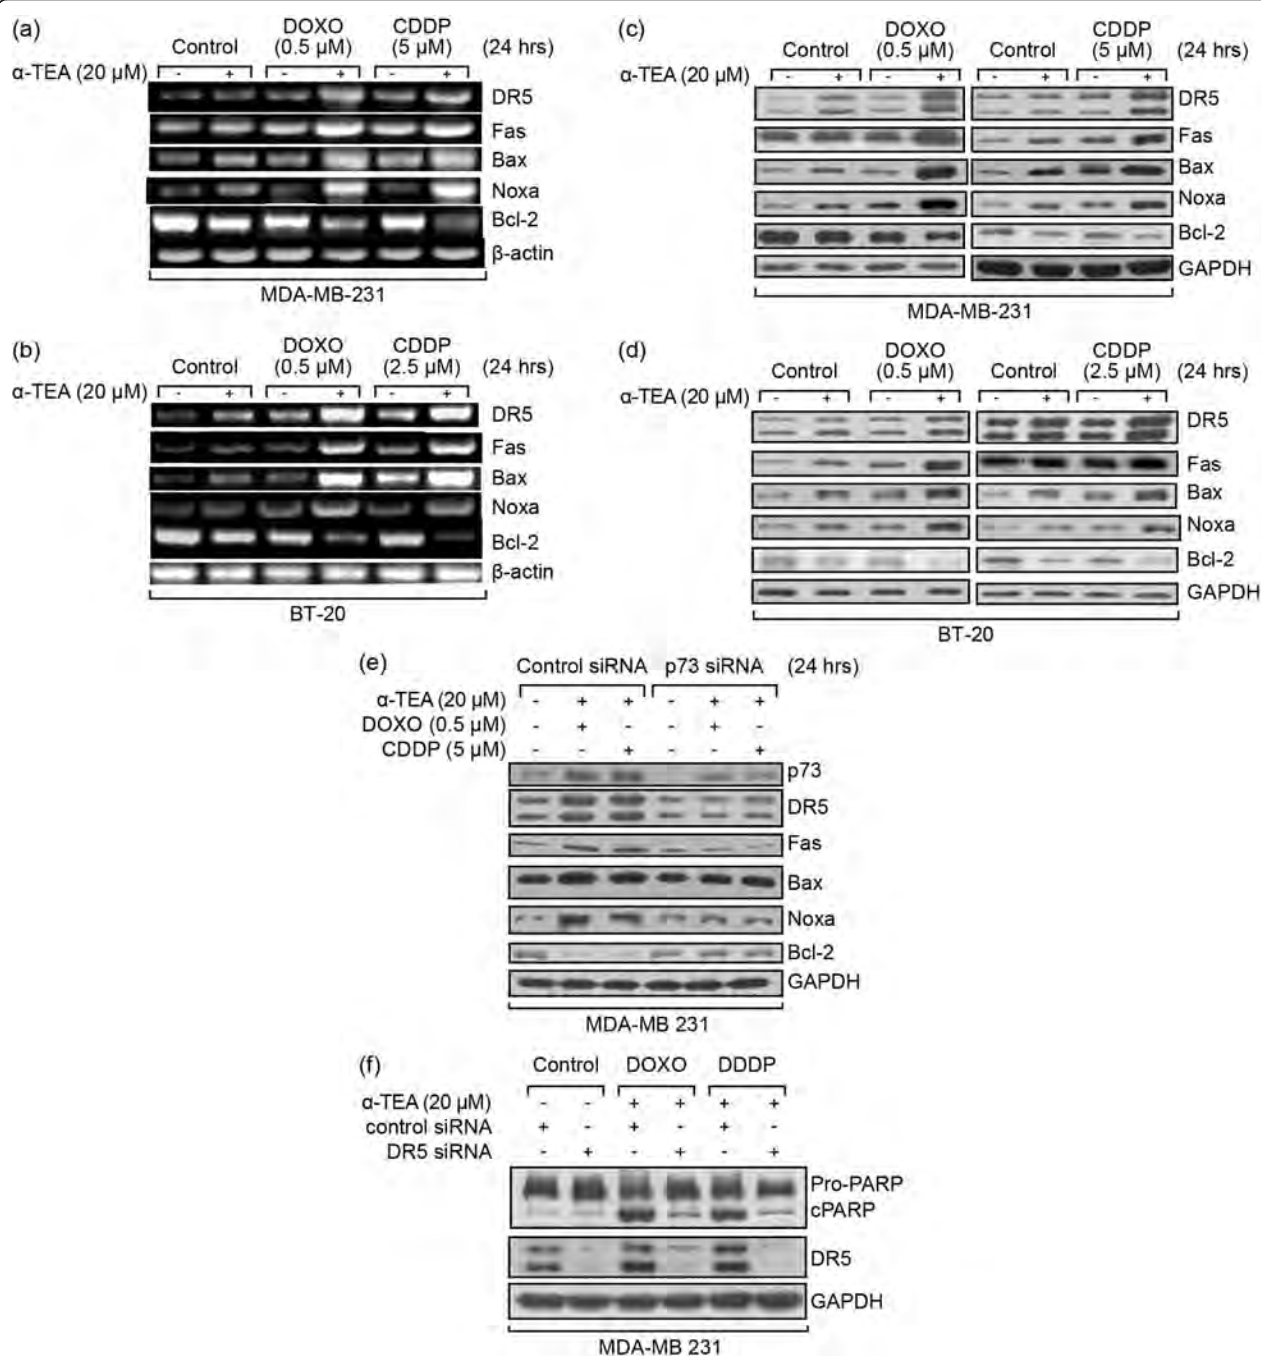 (a)
DOXO CDDP
Control (0.5 µM) (5 µM) (24 hrs)
α-TEA (20 µM) - + - + - +
DR5
Fas
Bax
Noxa
Bcl-2
β-actin
MDA-MB-231
(b)
DOXO CDDP
Control (0.5 µM) (2.5 µM) (24 hrs)
α-TEA (20 µM) - + - + - +
DR5
Fas
Bax
Noxa
Bcl-2
β-actin
BT-20
(c)
DOXO CDDP
Control (0.5 µM) Control (5 µM) (24 hrs)
α-TEA (20 µM) - + - + - + - +
DR5
Fas
Bax
Noxa
Bcl-2
GAPDH
MDA-MB-231
(d)
DOXO CDDP
Control (0.5 µM) Control (2.5 µM) (24 hrs)
α-TEA (20 µM) - + - + - + - +
DR5
Fas
Bax
Noxa
Bcl-2
GAPDH
BT-20
(e)
Control siRNA p73 siRNA (24 hrs)
α-TEA (20 µM) - + + - + +
DOXO (0.5 µM) - + - - + -
CDDP (5 µM) - - + - - +
p73
DR5
Fas
Bax
Noxa
Bcl-2
GAPDH
MDA-MB 231
(f)
Control DOXO DDDP
α-TEA (20 µM) - - + + + +
control siRNA + - + - + -
DR5 siRNA - + - + - +
Pro-PARP
cPARP
DR5
GAPDH
MDA-MB 231